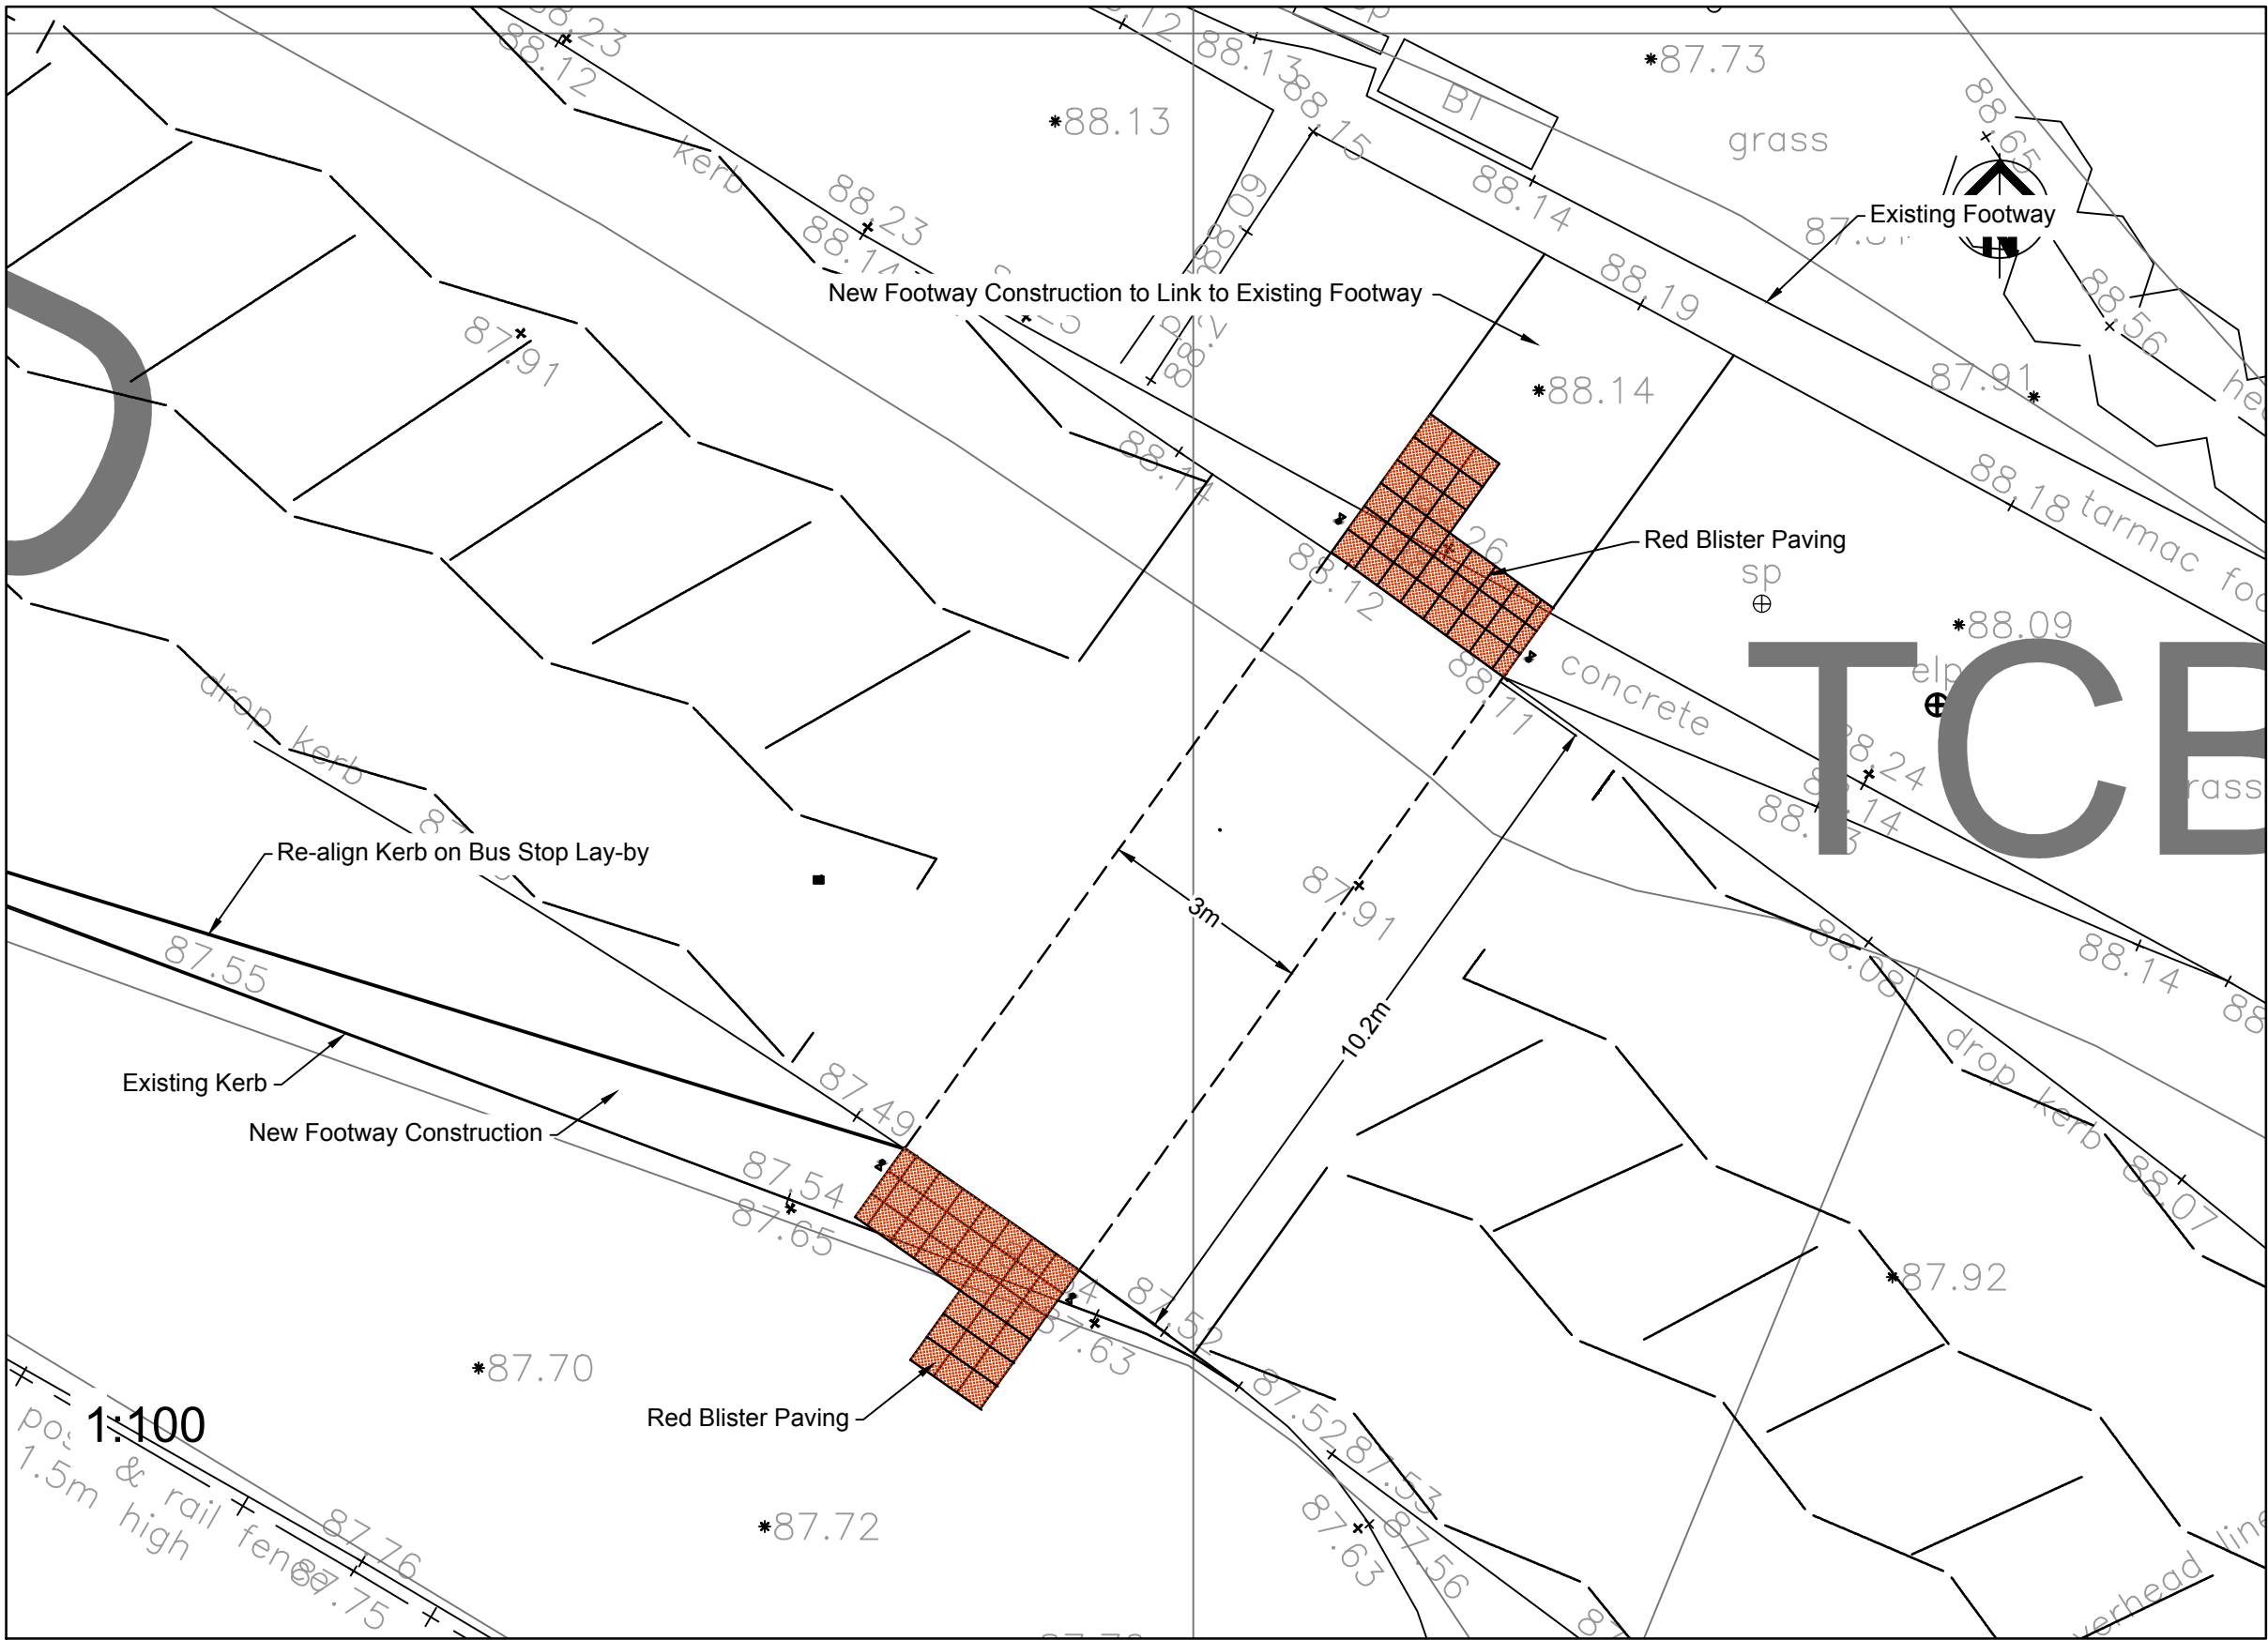 88.23
88.12
88.13
88.15
87.73
88.13
BT
grass
88.65
kerb
88.23
88.14
88.09
88.14
Existing Footway
N
New Footway Construction to Link to Existing Footway
88.19
88.56
87.91
88.14
87.91
88.14
88.18
tarmac
Red Blister Paving
88.12
sp
88.09
88.11
concrete
elp
TCB
drop kerb
88.24
88.14
Re-align Kerb on Bus Stop Lay-by
87.91
3m
87.55
88.08
88.14
10.2m
drop kerb
Existing Kerb
87.49
New Footway Construction
87.54
87.65
88.07
87.92
87.52
87.63
87.70
Red Blister Paving
1:100
87.52
87.53
& rail fence
1.5m high
87.72
87.63
87.56
87.76
87.75